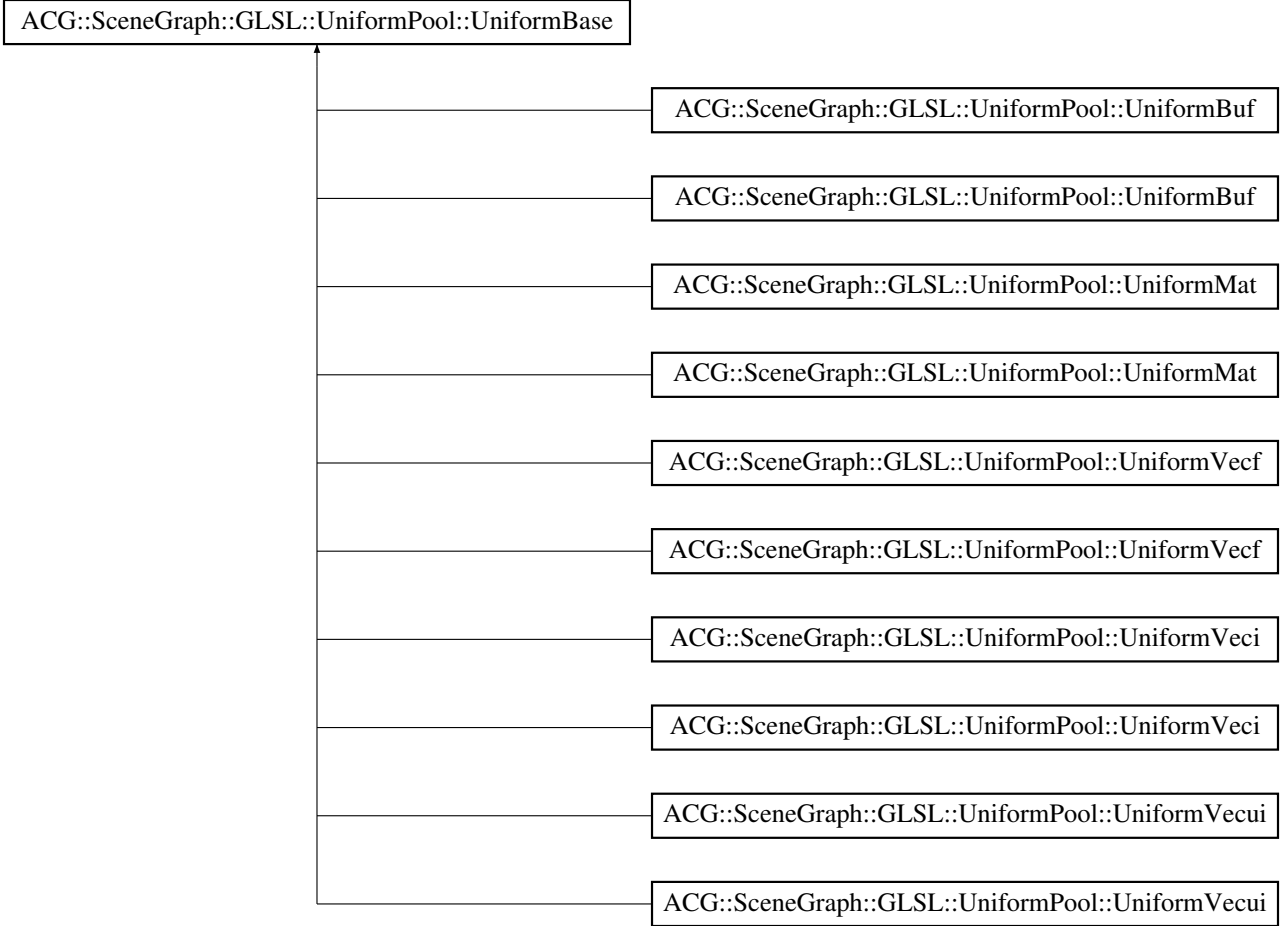 ACG::SceneGraph::GLSL::UniformPool::UniformBase
ACG::SceneGraph::GLSL::UniformPool::UniformBuf
ACG::SceneGraph::GLSL::UniformPool::UniformBuf
ACG::SceneGraph::GLSL::UniformPool::UniformMat
ACG::SceneGraph::GLSL::UniformPool::UniformMat
ACG::SceneGraph::GLSL::UniformPool::UniformVecf
ACG::SceneGraph::GLSL::UniformPool::UniformVecf
ACG::SceneGraph::GLSL::UniformPool::UniformVeci
ACG::SceneGraph::GLSL::UniformPool::UniformVeci
ACG::SceneGraph::GLSL::UniformPool::UniformVecui
ACG::SceneGraph::GLSL::UniformPool::UniformVecui